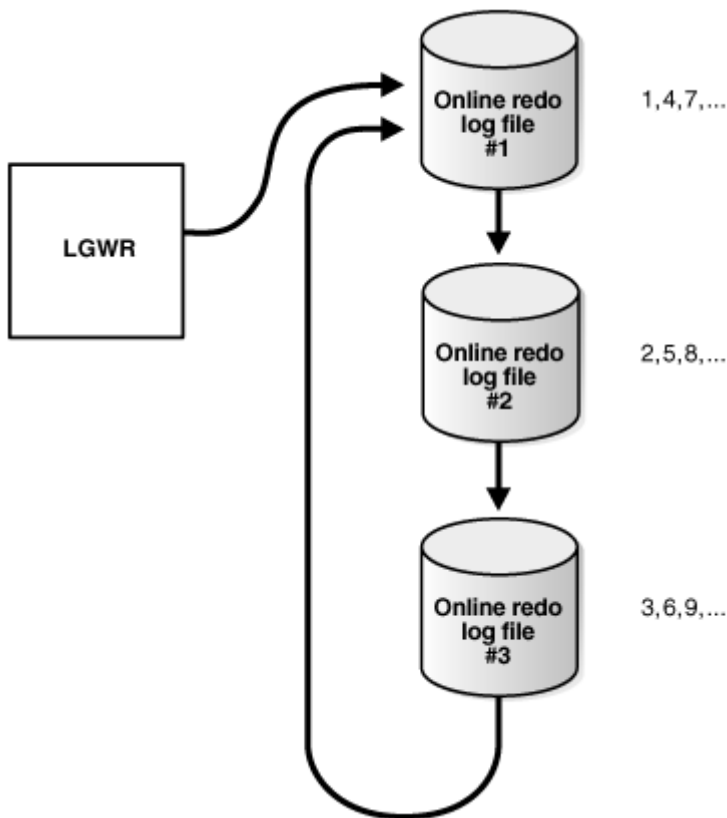 Online redo
log file
#1
1,4,7,...
LGWR
Online redo
log file
#2
2,5,8,...
Online redo
log file
#3
3,6,9,...